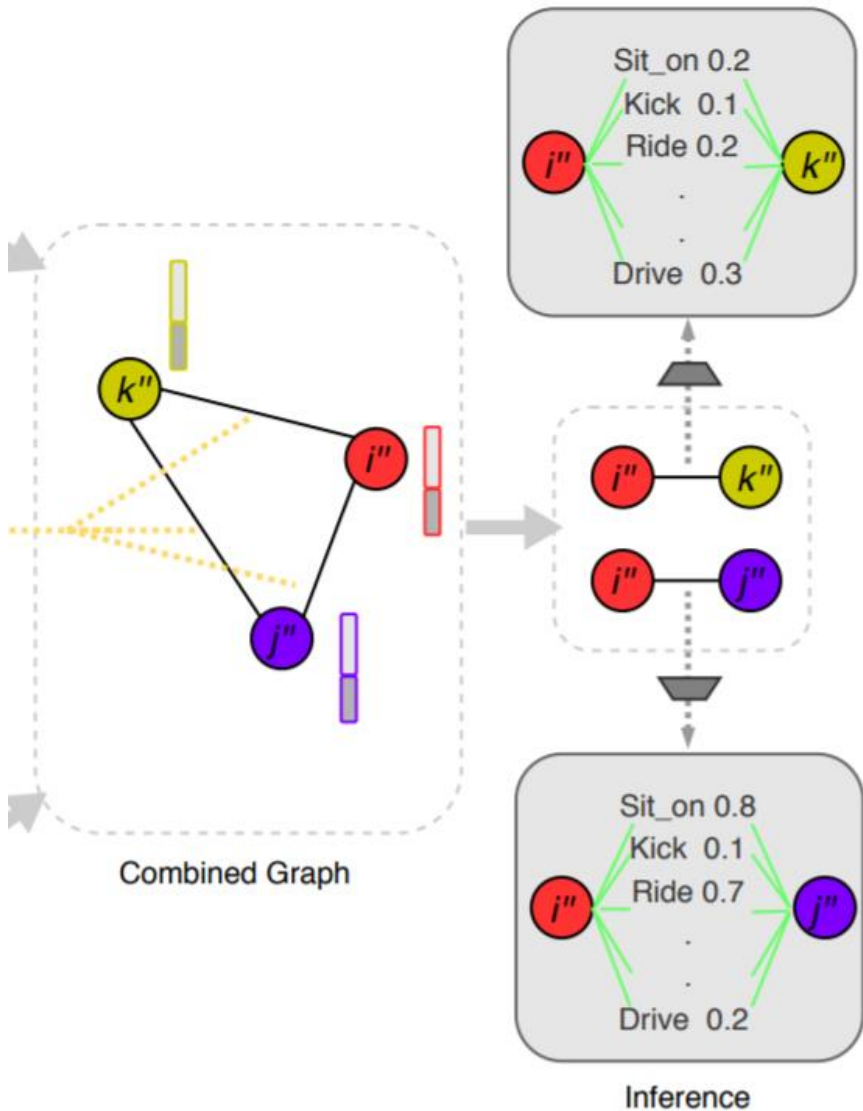 Sit_on 0.2
Kick 0.1
i" Ride 0.2 k"
.
.
Drive 0.3
k"
i"
j"
i" k"
i" j"
Combined Graph
Sit_on 0.8
Kick 0.1
i" Ride 0.7 j"
.
.
Drive 0.2
Inference